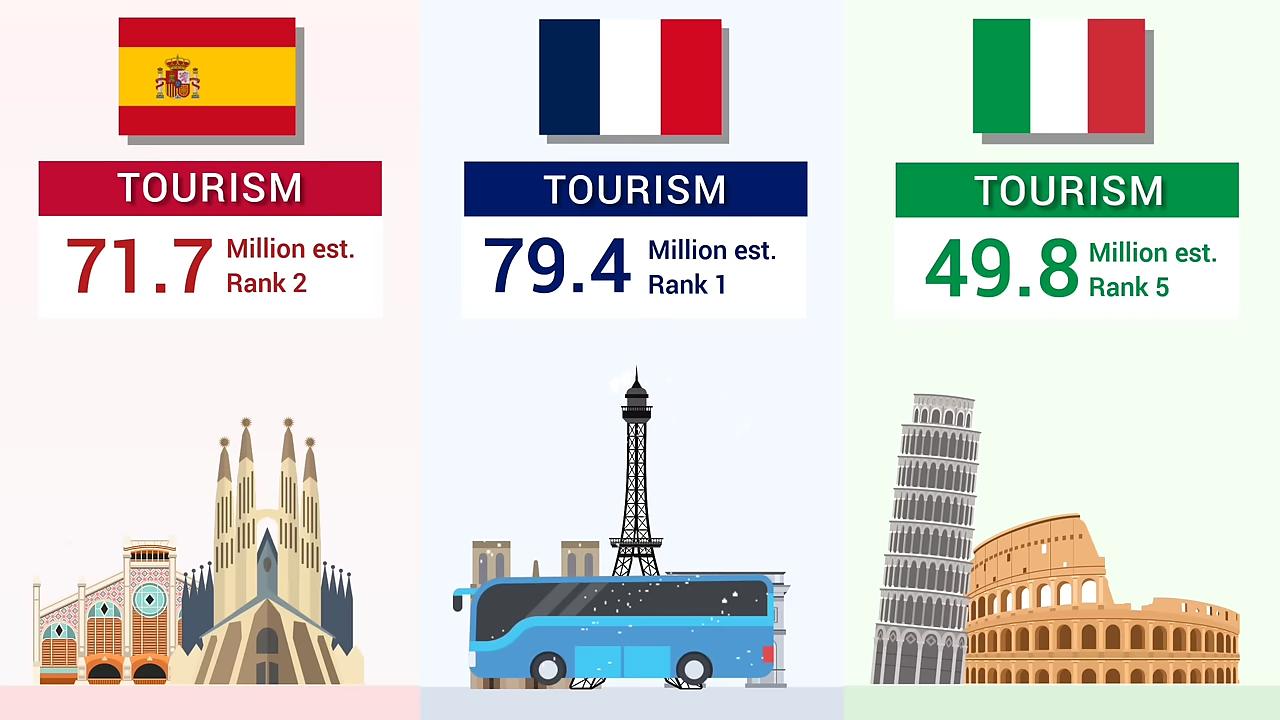 TOURISM
71.7 Million est.
Rank 2
TOURISM
79.4 Million est.
Rank 1
TOURISM
49.8 Million est.
Rank 5